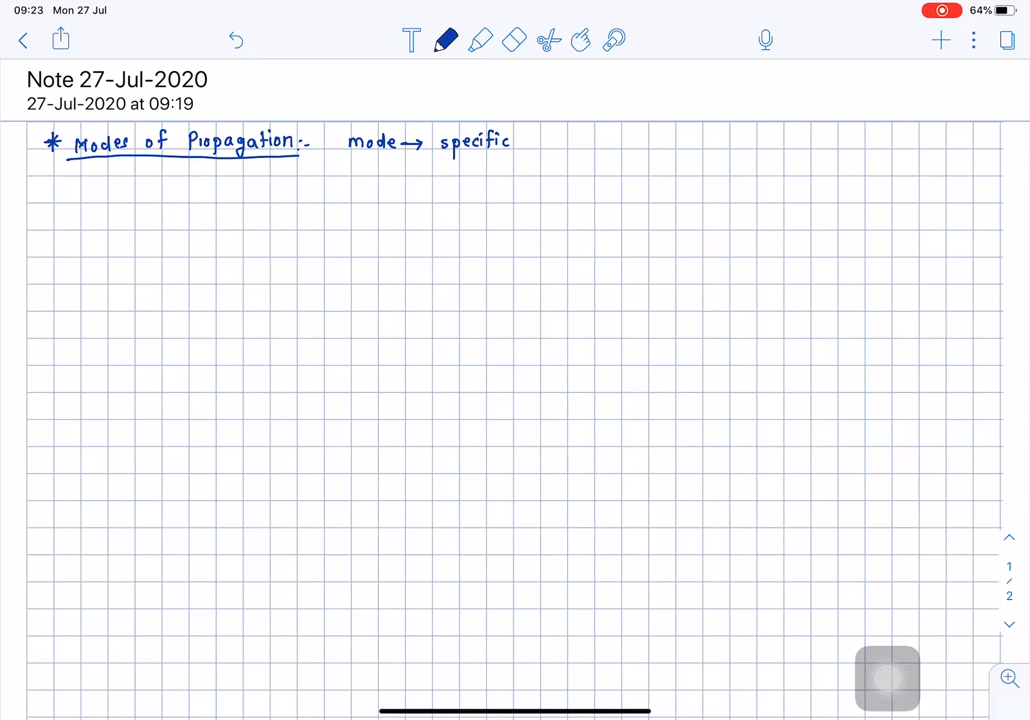 09:23 Mon 27 Jul 64%
T
Note 27-Jul-2020
27-Jul-2020 at 09:19
* Modes of Propagation:- mode → specific
1
/
2